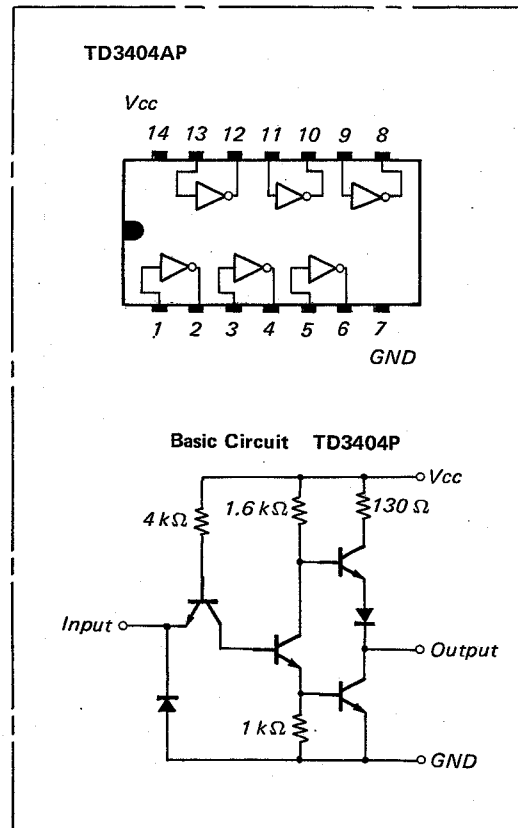 TD3404AP
Vcc
14 13 12 11 10 9 8
1 2 3 4 5 6 7
GND
Basic Circuit TD3404P
Vcc
4 kΩ 1.6 kΩ 130 Ω
Input Output
1 kΩ
GND